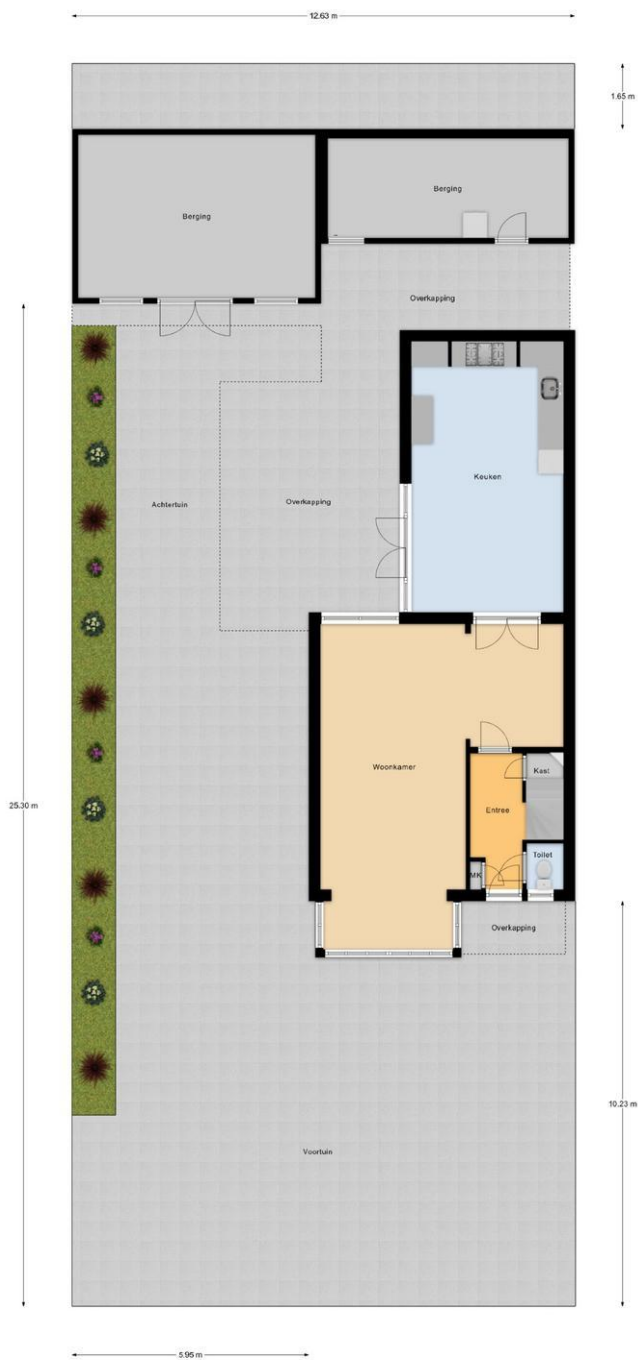 12.63 m
1.65 m
Berging
Berging
Overkapping
Keuken
Achtertuin
Overkapping
Woonkamer
Kast
25.30 m
Entree
Toilet
MK
Overkapping
10.23 m
Voortuin
5.95 m